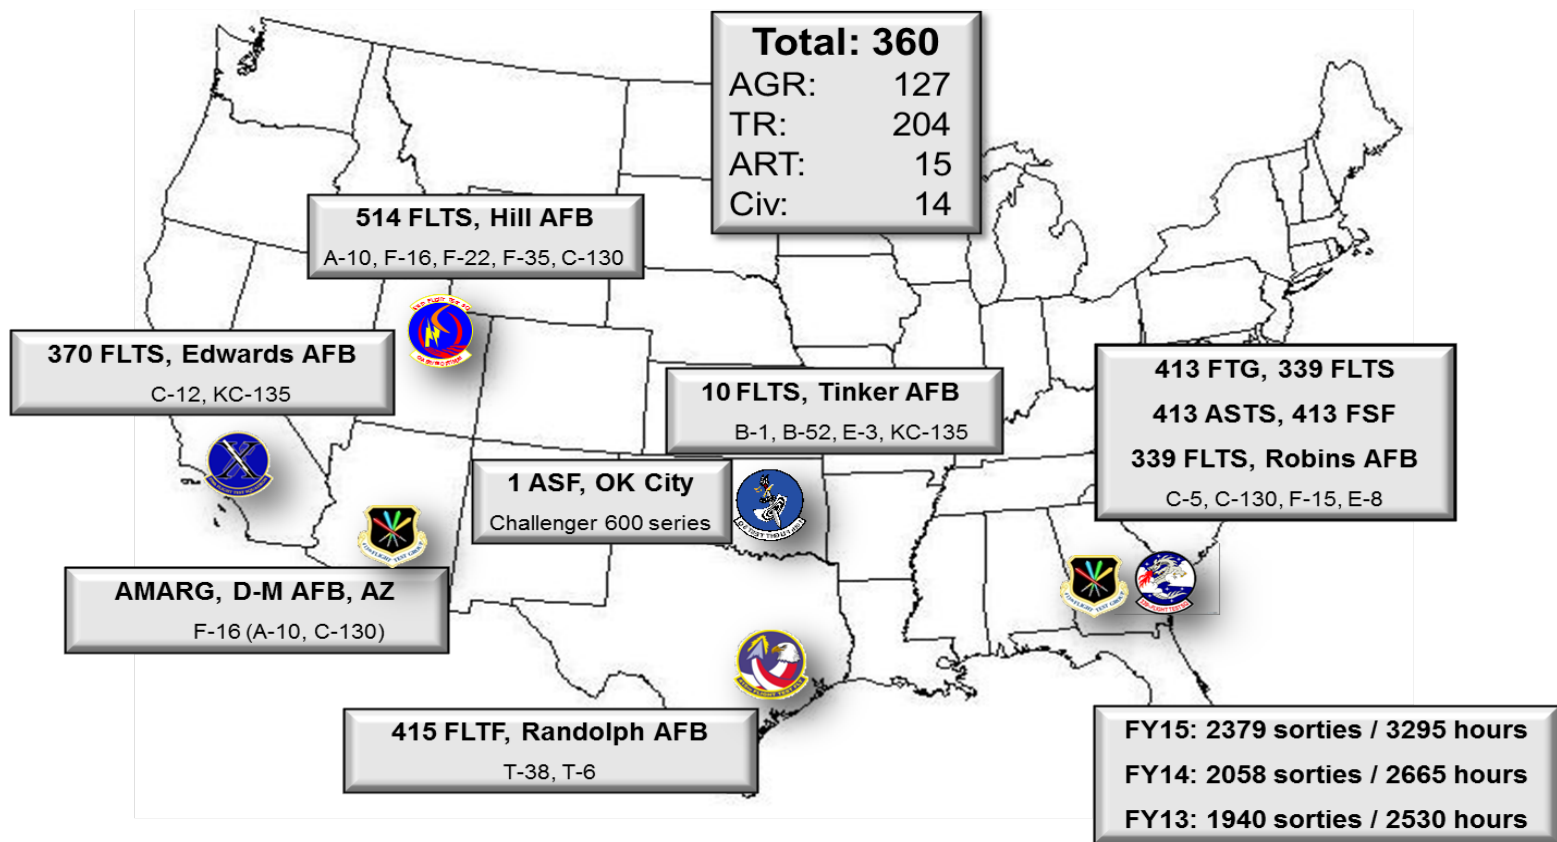 Total: 360
AGR: 127
TR: 204
ART: 15
Civ: 14
514 FLTS, Hill AFB
A-10, F-16, F-22, F-35, C-130
370 FLTS, Edwards AFB
C-12, KC-135
10 FLTS, Tinker AFB
B-1, B-52, E-3, KC-135
413 FTG, 339 FLTS
413 ASTS, 413 FSF
339 FLTS, Robins AFB
C-5, C-130, F-15, E-8
1 ASF, OK City
Challenger 600 series
AMARG, D-M AFB, AZ
F-16 (A-10, C-130)
415 FLTF, Randolph AFB
T-38, T-6
FY15: 2379 sorties / 3295 hours
FY14: 2058 sorties / 2665 hours
FY13: 1940 sorties / 2530 hours